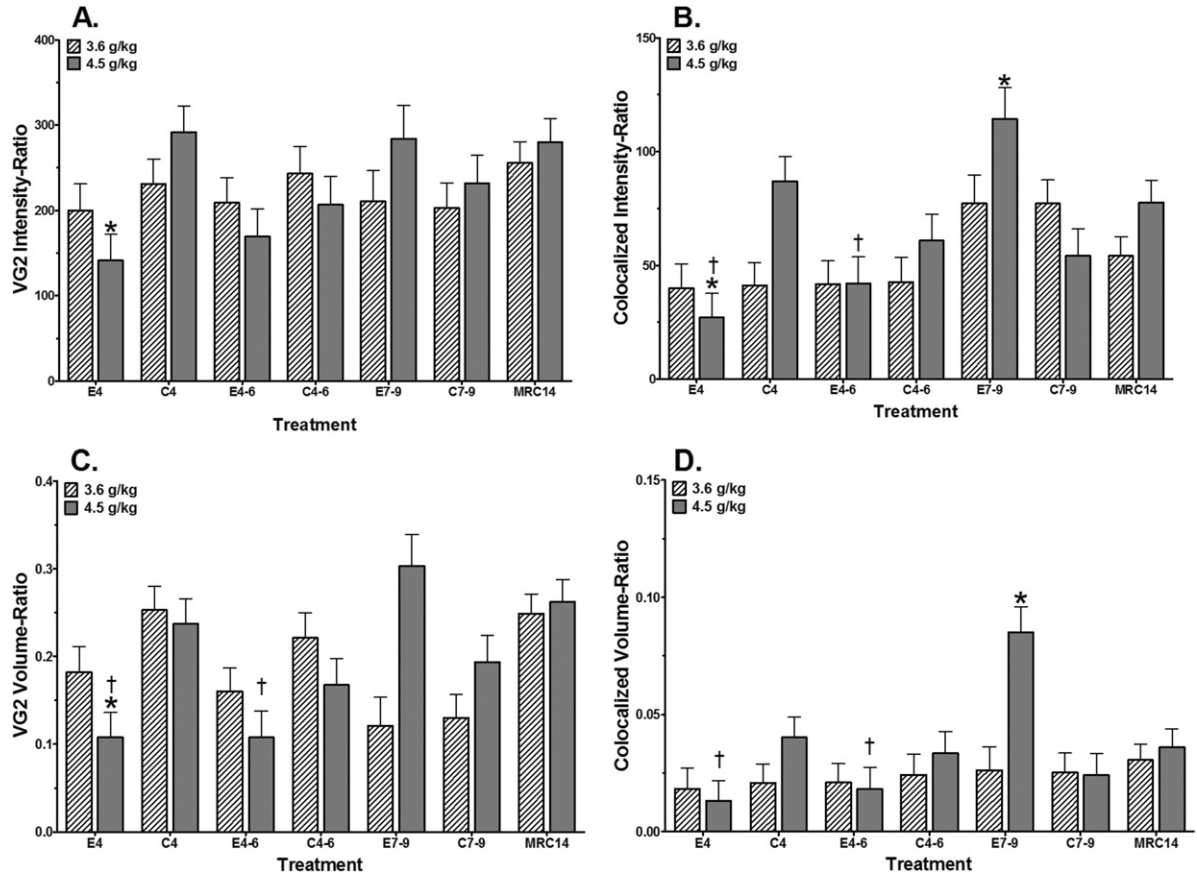 A.
3.6 g/kg
4.5 g/kg
VG2 Intensity-Ratio
400
300
200
100
0
*
E4 C4 E4-6 C4-6 E7-9 C7-9 MRC14
Treatment
B.
3.6 g/kg
4.5 g/kg
Colocalized Intensity-Ratio
150
100
50
0
†
*
†
*
E4 C4 E4-6 C4-6 E7-9 C7-9 MRC14
Treatment
C.
3.6 g/kg
4.5 g/kg
VG2 Volume-Ratio
0.4
0.3
0.2
0.1
0.0
†
*
†
E4 C4 E4-6 C4-6 E7-9 C7-9 MRC14
Treatment
D.
3.6 g/kg
4.5 g/kg
Colocalized Volume-Ratio
0.15
0.10
0.05
0.00
†
†
*
E4 C4 E4-6 C4-6 E7-9 C7-9 MRC14
Treatment